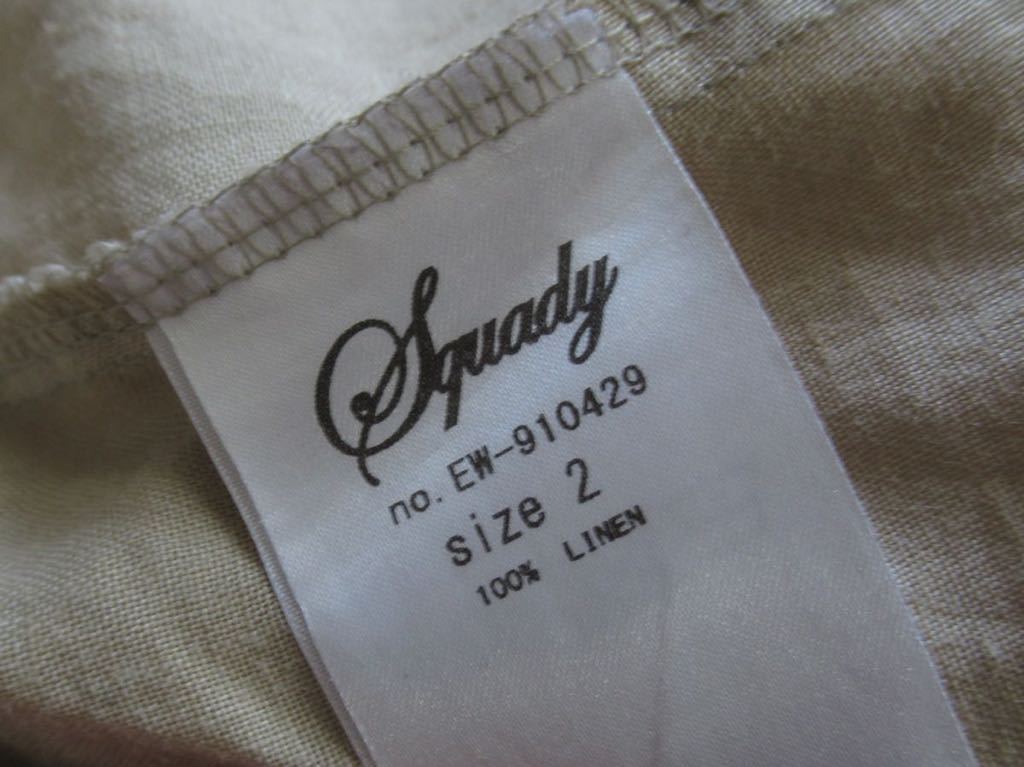 Squady
no. EW-910429
size 2
100% LINEN